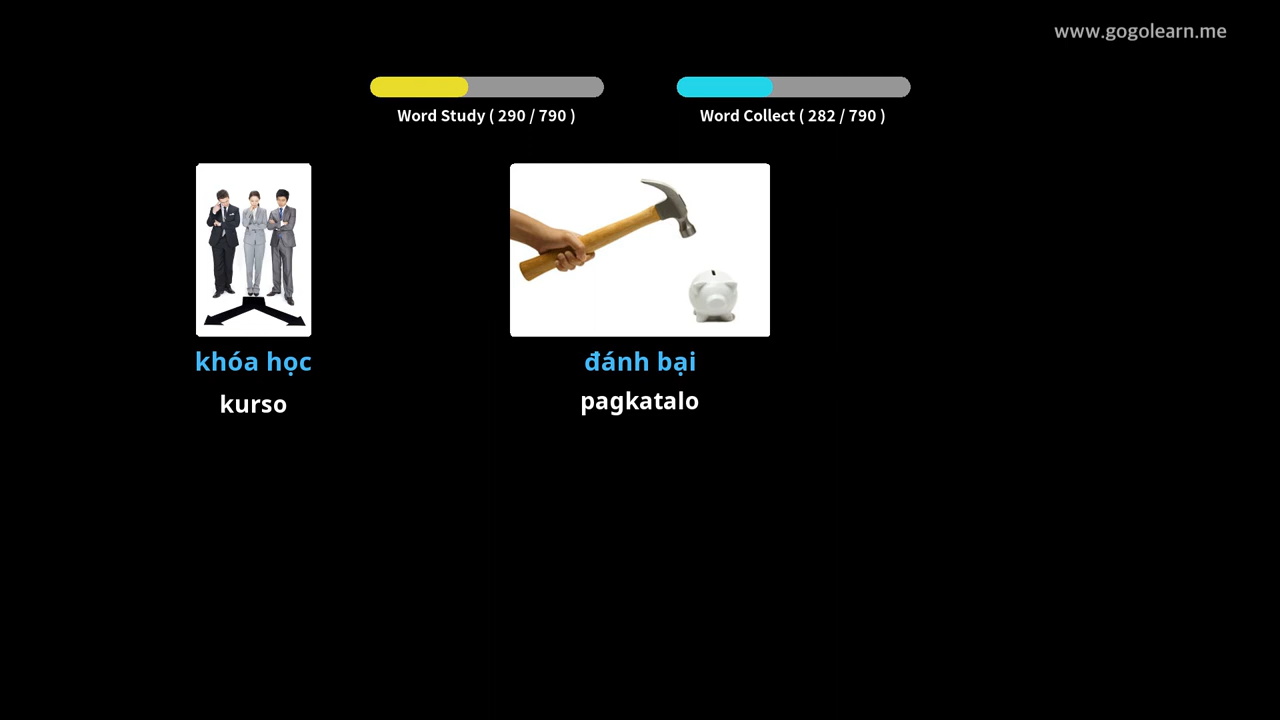 www.gogolearn.me
Word Study ( 290 / 790 )
Word Collect ( 282 / 790 )
khóa học
kurso
đánh bại
pagkatalo